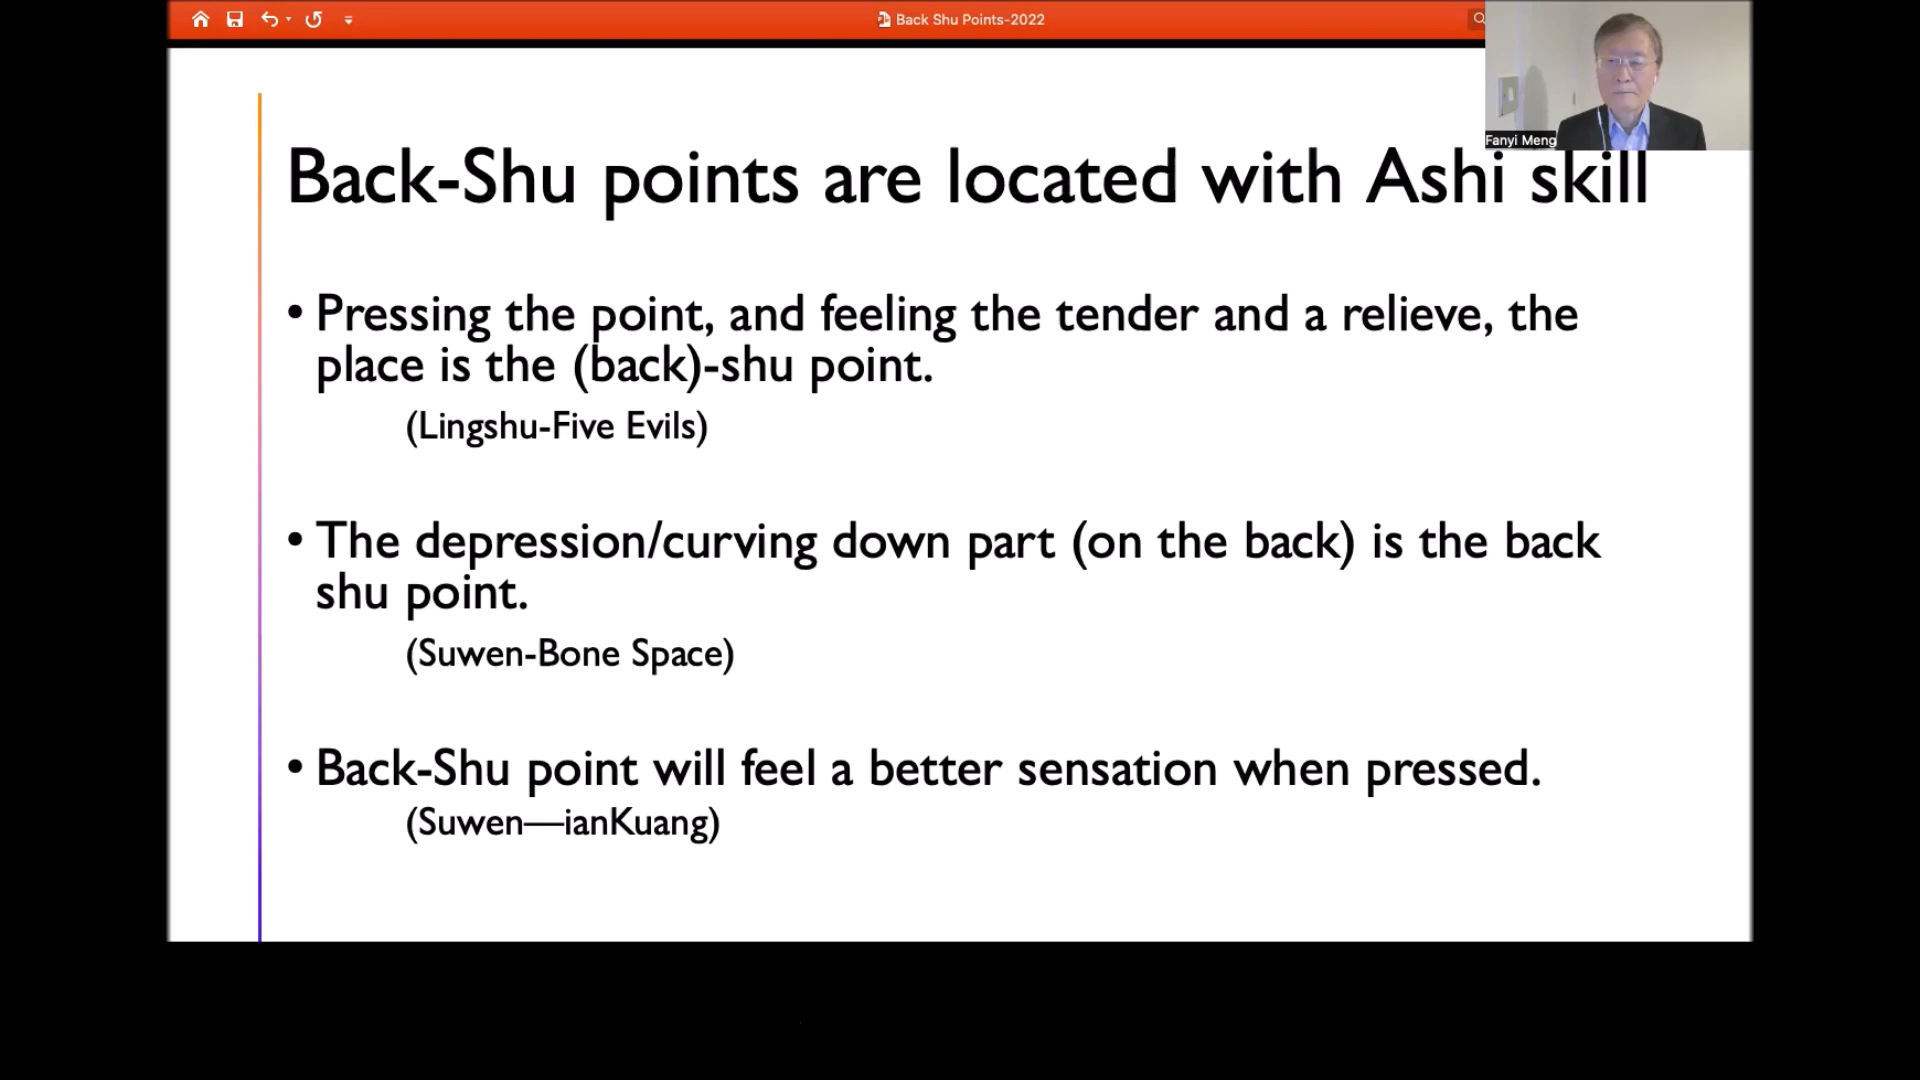 Back Shu Points-2022
Fanyi Meng
Back-Shu points are located with Ashi skill
• Pressing the point, and feeling the tender and a relieve, the
place is the (back)-shu point.
(Lingshu-Five Evils)
• The depression/curving down part (on the back) is the back
shu point.
(Suwen-Bone Space)
• Back-Shu point will feel a better sensation when pressed.
(Suwen—ianKuang)